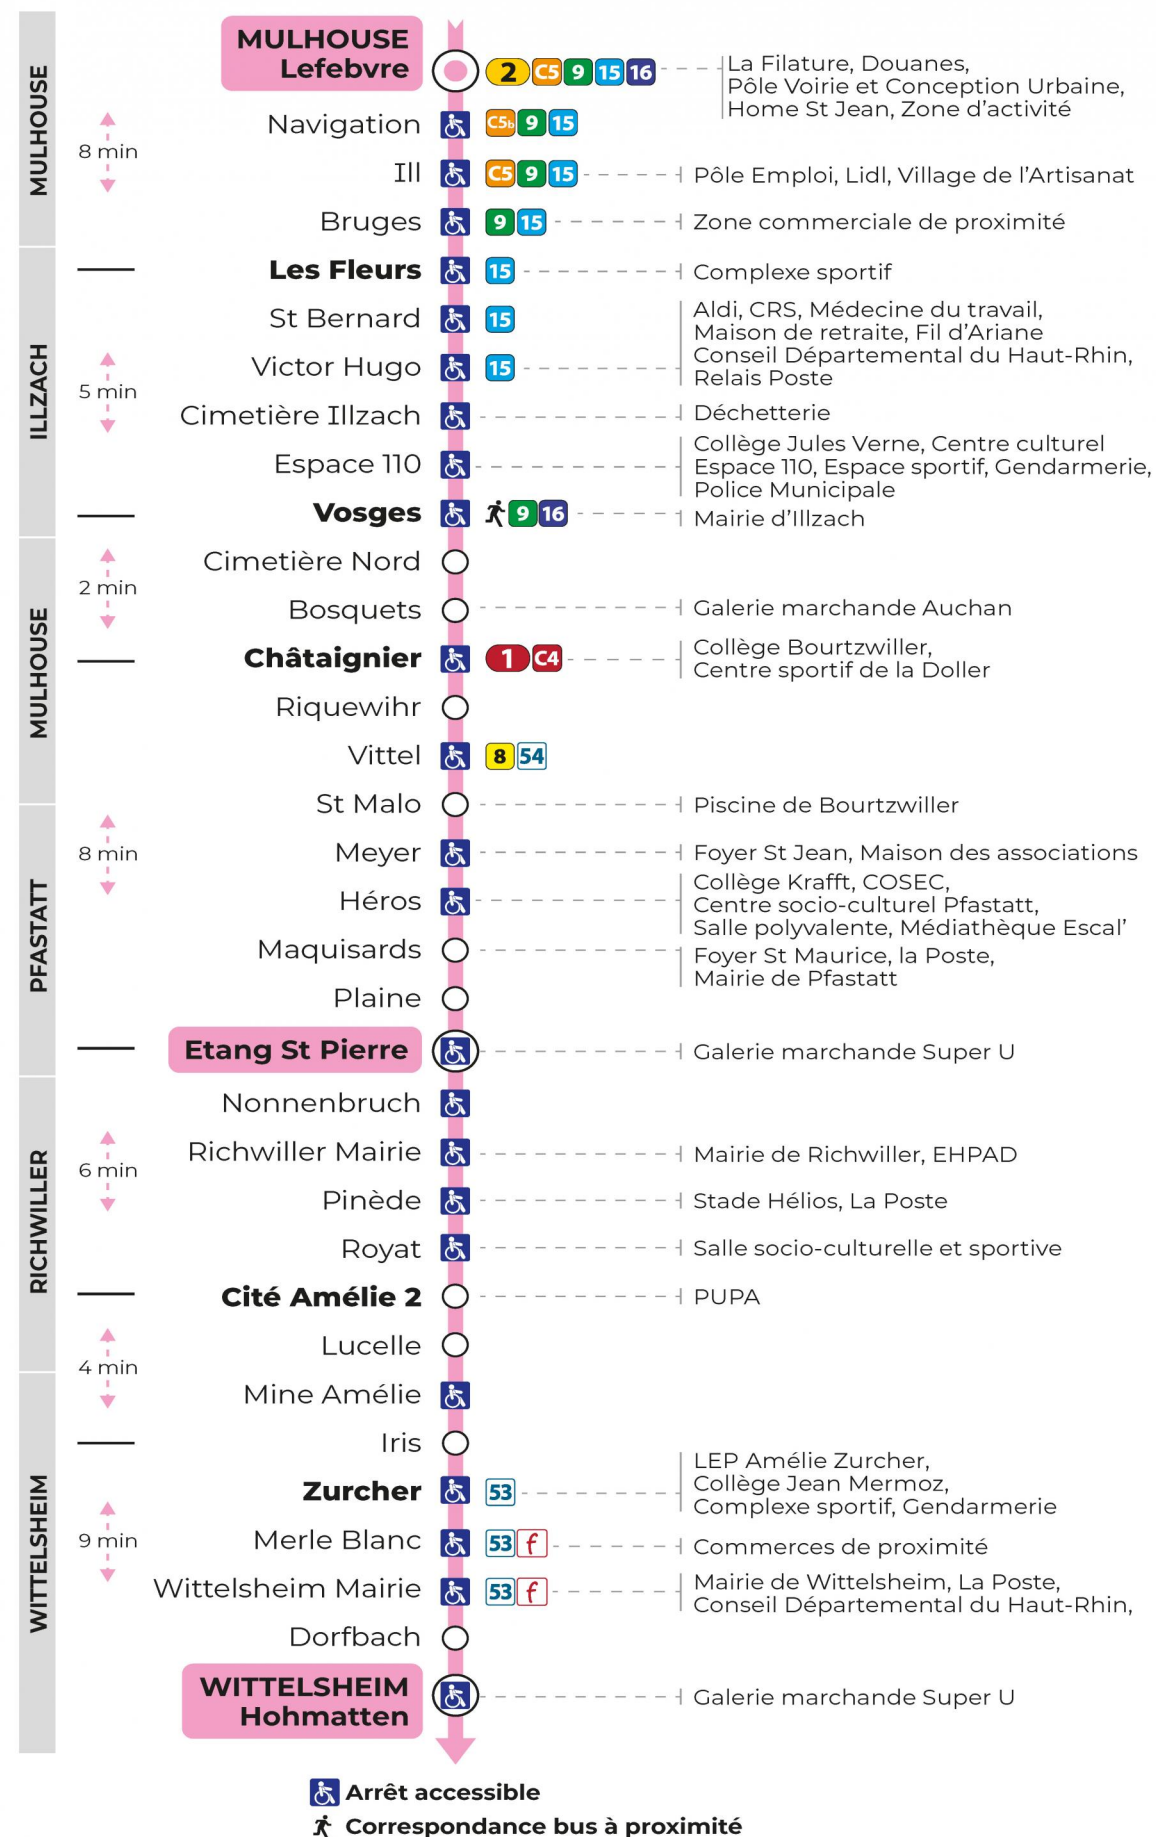 MULHOUSE
MULHOUSE
Lefebvre
2 C5 9 15 16
La Filature, Douanes,
Pôle Voirie et Conception Urbaine,
Home St Jean, Zone d'activité
Navigation C5b 9 15
8 min
Ill C5 9 15 Pôle Emploi, Lidl, Village de l'Artisanat
Bruges 9 15 Zone commerciale de proximité
ILLZACH
Les Fleurs 15 Complexe sportif
St Bernard 15
Aldi, CRS, Médecine du travail,
Maison de retraite, Fil d'Ariane
Victor Hugo 15
Conseil Départemental du Haut-Rhin,
Relais Poste
5 min
Cimetière Illzach Déchetterie
Espace 110
Collège Jules Verne, Centre culturel
Espace 110, Espace sportif, Gendarmerie,
Police Municipale
Vosges 9 16 Mairie d'Illzach
MULHOUSE
Cimetière Nord
2 min
Bosquets Galerie marchande Auchan
Châtaignier 1 C4
Collège Bourtzwiller,
Centre sportif de la Doller
Riquewihr
Vittel 8 54
PFASTATT
St Malo Piscine de Bourtzwiller
8 min
Meyer Foyer St Jean, Maison des associations
Héros
Collège Krafft, COSEC,
Centre socio-culturel Pfastatt,
Salle polyvalente, Médiathèque Escal'
Maquisards
Foyer St Maurice, la Poste,
Mairie de Pfastatt
Plaine
Etang St Pierre Galerie marchande Super U
RICHWILLER
Nonnenbruch
Richwiller Mairie Mairie de Richwiller, EHPAD
6 min
Pinède Stade Hélios, La Poste
Royat Salle socio-culturelle et sportive
Cité Amélie 2 PUPA
Lucelle
4 min
WITTELSHEIM
Mine Amélie
Iris
Zurcher 53
LEP Amélie Zurcher,
Collège Jean Mermoz,
Complexe sportif, Gendarmerie
9 min
Merle Blanc 53 f Commerces de proximité
Wittelsheim Mairie 53 f
Mairie de Wittelsheim, La Poste,
Conseil Départemental du Haut-Rhin,
Dorfbach
WITTELSHEIM
Hohmatten
Galerie marchande Super U
Arrêt accessible
Correspondance bus à proximité